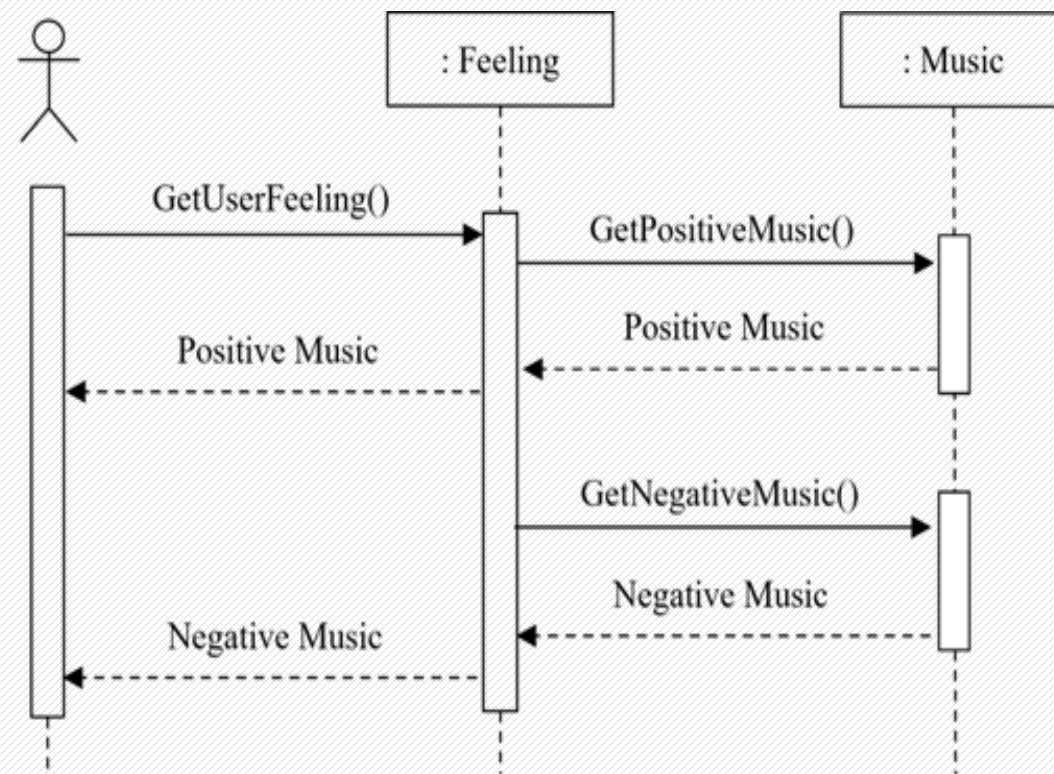 : Feeling
: Music
GetUserFeeling()
GetPositiveMusic()
Positive Music
Positive Music
GetNegativeMusic()
Negative Music
Negative Music